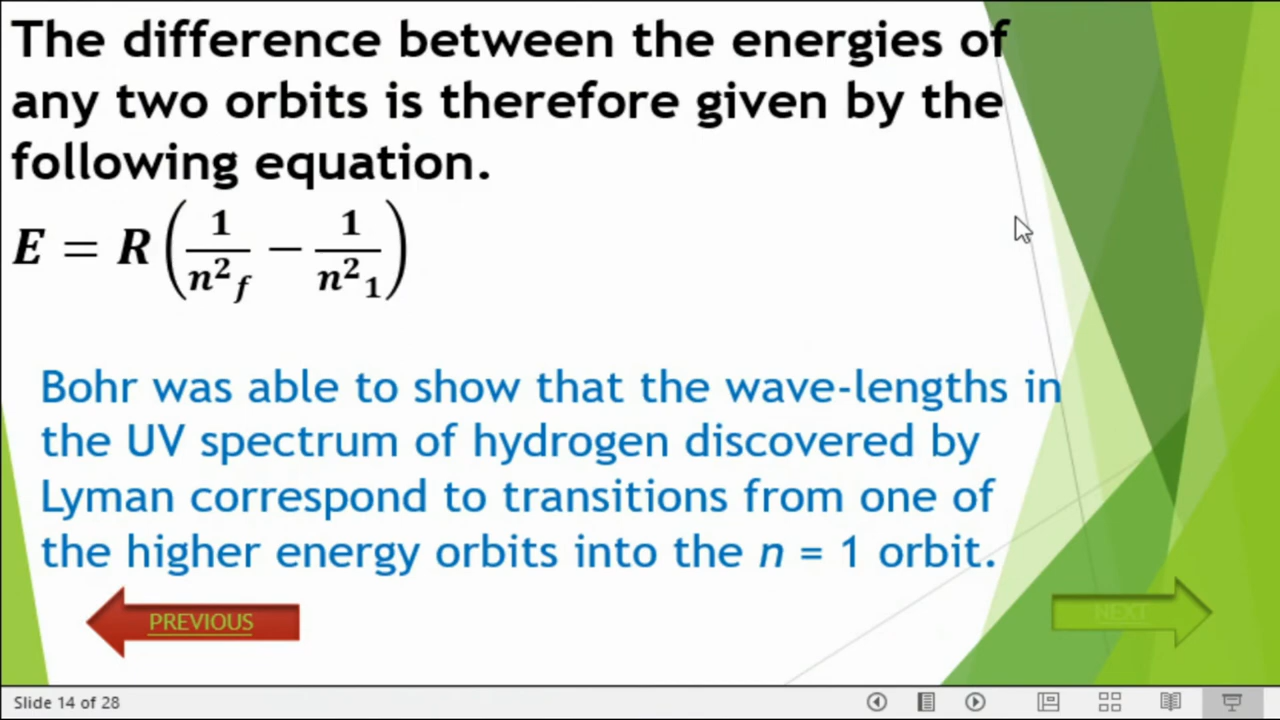 The difference between the energies of
any two orbits is therefore given by the
following equation.
E = R(1/n²f − 1/n²1)
Bohr was able to show that the wave-lengths in
the UV spectrum of hydrogen discovered by
Lyman correspond to transitions from one of
the higher energy orbits into the n = 1 orbit.
PREVIOUS
NEXT
Slide 14 of 28